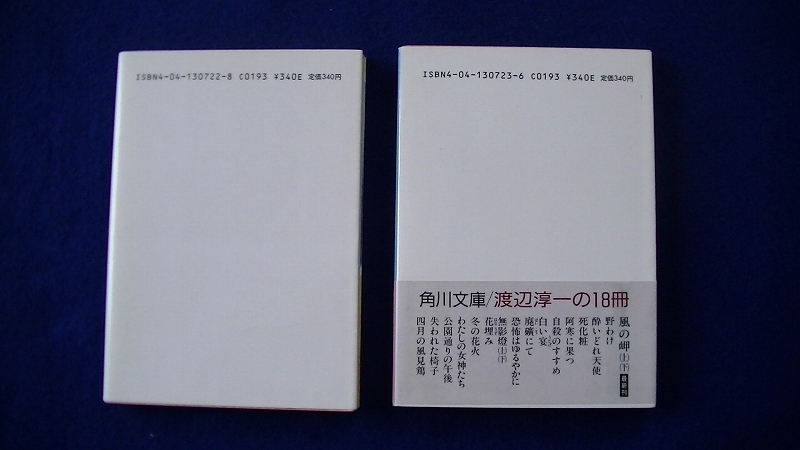 ISBN4-04-130722-8 C0193 ¥340E 定価340円
ISBN4-04-130723-6 C0193 ¥340E 定価340円
角川文庫/渡辺淳一の18冊
風の岬(上)(下)最新刊
野わけ
酔いどれ天使
死化粧
阿寒に果つ
自殺のすすめ
白い宴
廃礦にて
恐怖はゆるやかに
無影燈(上)(下)
花埋み
冬の花火
わたしの女神たち
公園通りの午後
失われた椅子
四月の風見鶏